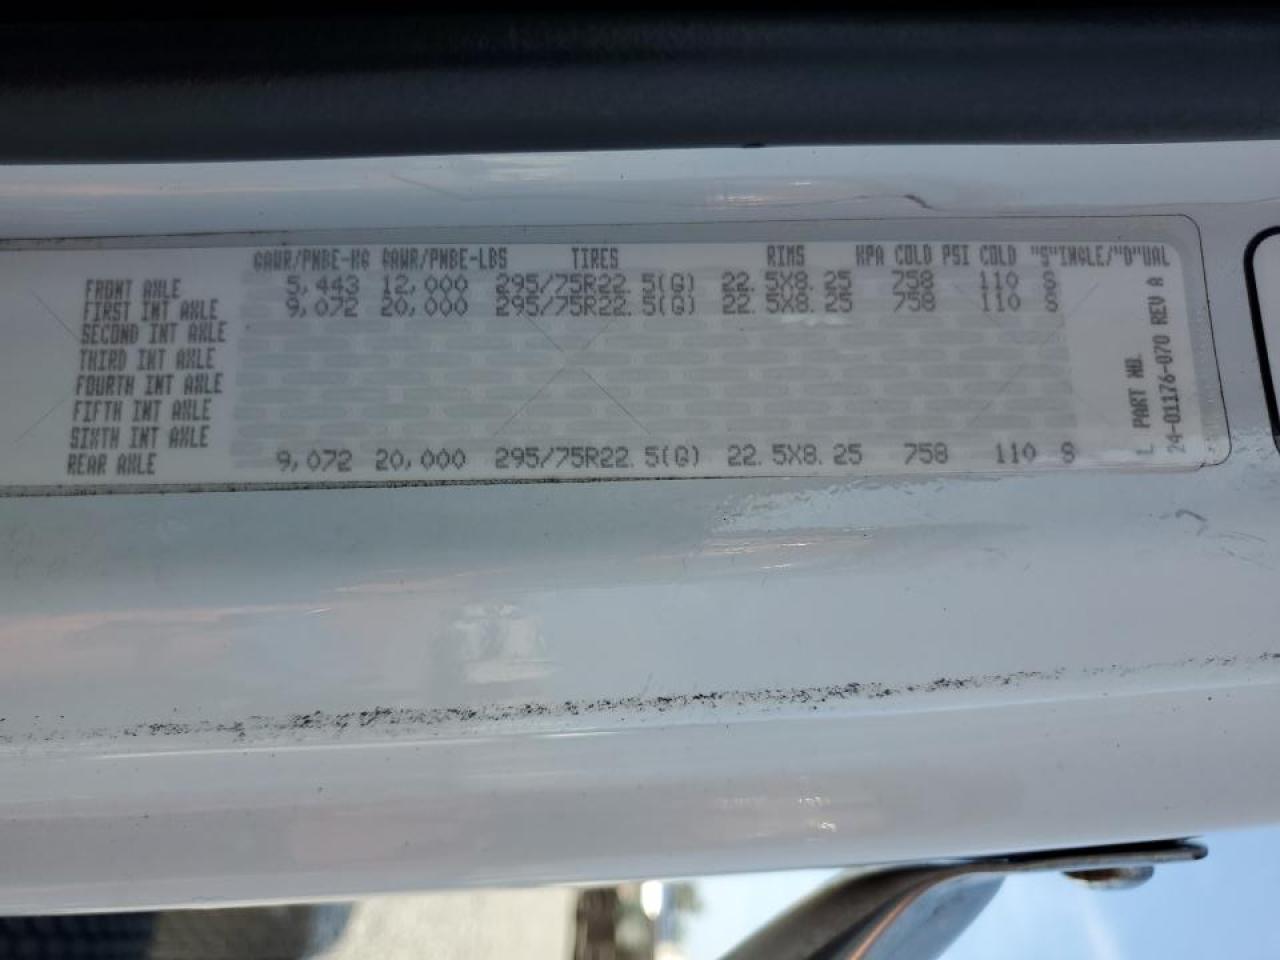 GAWR/PNBE-KG GAWR/PNBE-LBS TIRES RIMS KPA COLD PSI COLD "S"INGLE/"D"UAL
FRONT AXLE 5,443 12,000 295/75R22.5(G) 22.5X8.25 758 110 S
FIRST INT AXLE 9,072 20,000 295/75R22.5(G) 22.5X8.25 758 110 S
SECOND INT AXLE
THIRD INT AXLE
FOURTH INT AXLE
FIFTH INT AXLE
SIXTH INT AXLE
REAR AXLE 9,072 20,000 295/75R22.5(G) 22.5X8.25 758 110 S
L PART NO.
24-01176-070 REV A